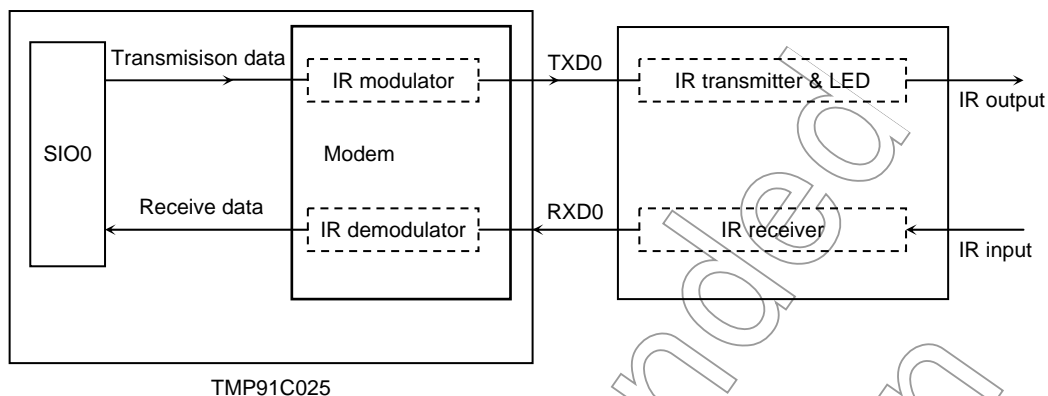 Transmisison data
IR modulator
TXD0
IR transmitter & LED
IR output
SIO0
Modem
Receive data
IR demodulator
RXD0
IR receiver
IR input
TMP91C025